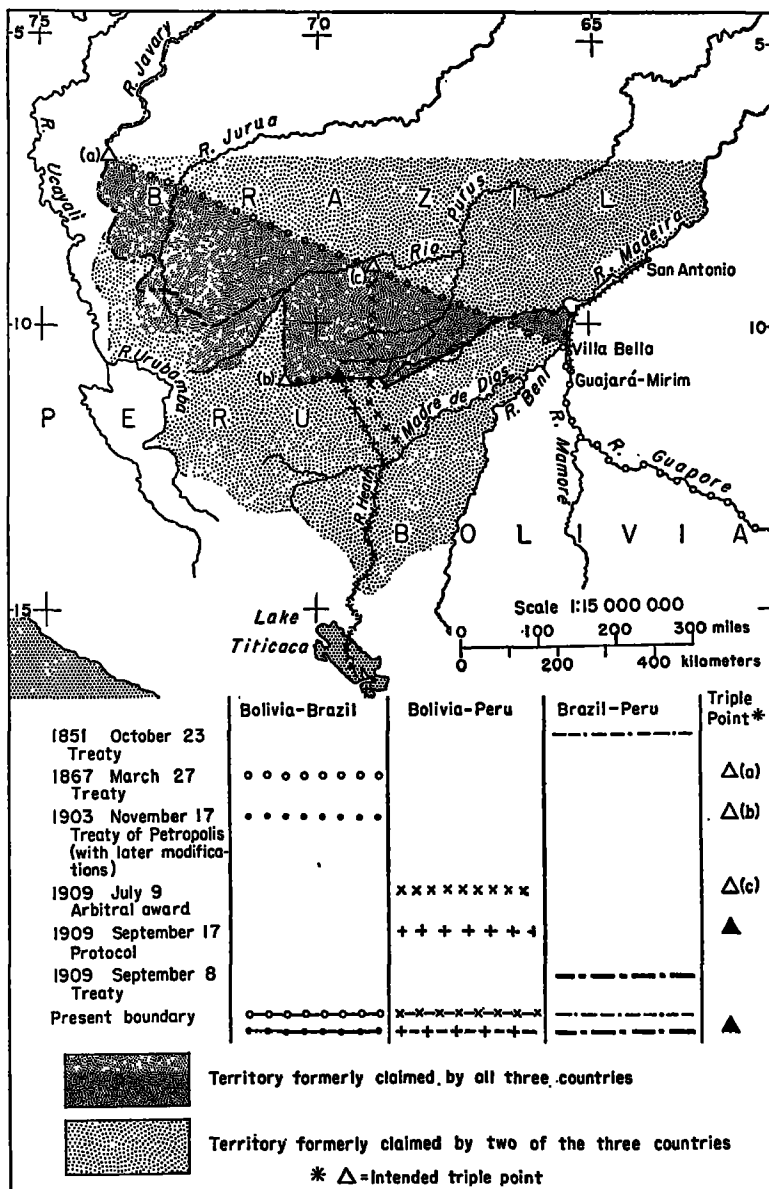 75
70
65
5
5
R. Javary
R. Jurua
(a)
R. Ucayali
B R A Z I L
Purus
Rio
(c)
R. Madeira
San Antonio
10
10
Villa Bella
Guajará-Mirim
R. Urubamba
(b)
P E R U
Madre de Dios
R. Beni
R. Mamoré
R. Guapore
R. Heath
B O L I V I A
15
Lake
Titicaca
Scale 1:15 000 000
0 100 200 300 miles
0 200 400 kilometers
Bolivia-Brazil Bolivia-Peru Brazil-Peru Triple
Point*
1851 October 23
Treaty
1867 March 27 (a)
Treaty
1903 November 17 (b)
Treaty of Petropolis
(with later modifica-
tions)
1909 July 9 (c)
Arbitral award
1909 September 17
Protocol
1909 September 8
Treaty
Present boundary
Territory formerly claimed by all three countries
Territory formerly claimed by two of the three countries
* △ =Intended triple point